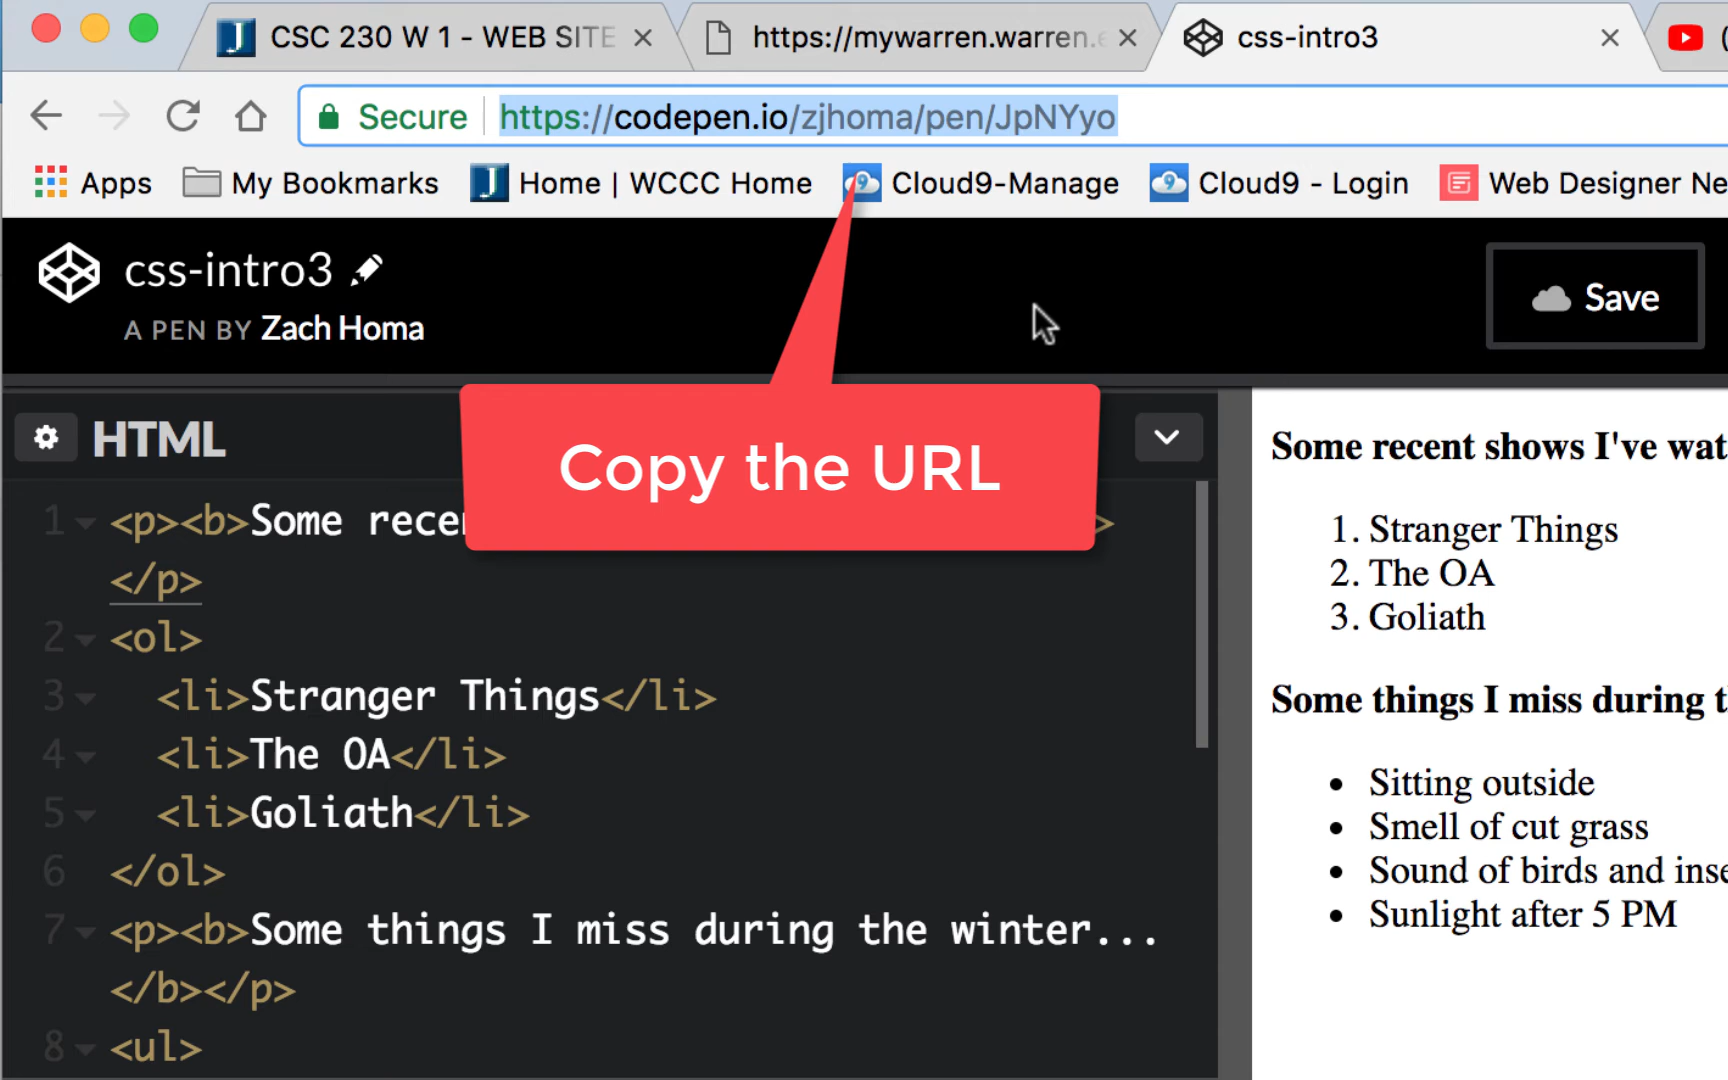 CSC 230 W 1 - WEB SITE
https://mywarren.warren.e
css-intro3
Secure https://codepen.io/zjhoma/pen/JpNYyo
Apps My Bookmarks Home | WCCC Home Cloud9-Manage Cloud9 - Login Web Designer Ne
css-intro3
A PEN BY Zach Homa
Save
Copy the URL
HTML
1 <p><b>Some recen >
</p>
2 <ol>
3 <li>Stranger Things</li>
4 <li>The OA</li>
5 <li>Goliath</li>
6 </ol>
7 <p><b>Some things I miss during the winter...
</b></p>
8 <ul>
Some recent shows I've wat
1. Stranger Things
2. The OA
3. Goliath
Some things I miss during t
• Sitting outside
• Smell of cut grass
• Sound of birds and inse
• Sunlight after 5 PM